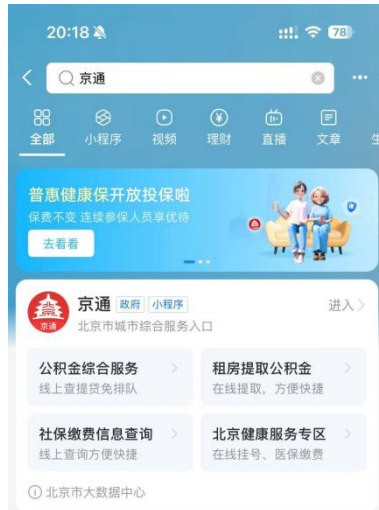 20:18
78
京通
全部 小程序 视频 理财 直播 文章
普惠健康保开放投保啦
保费不变 连续参保人员享优待
去看看
京通
京通 政府 小程序 进入
北京市城市综合服务入口
公积金综合服务 租房提取公积金
线上查提贷免排队 在线提取，方便快捷
社保缴费信息查询 北京健康服务专区
线上查询方便快捷 在线挂号、医保缴费
北京市大数据中心